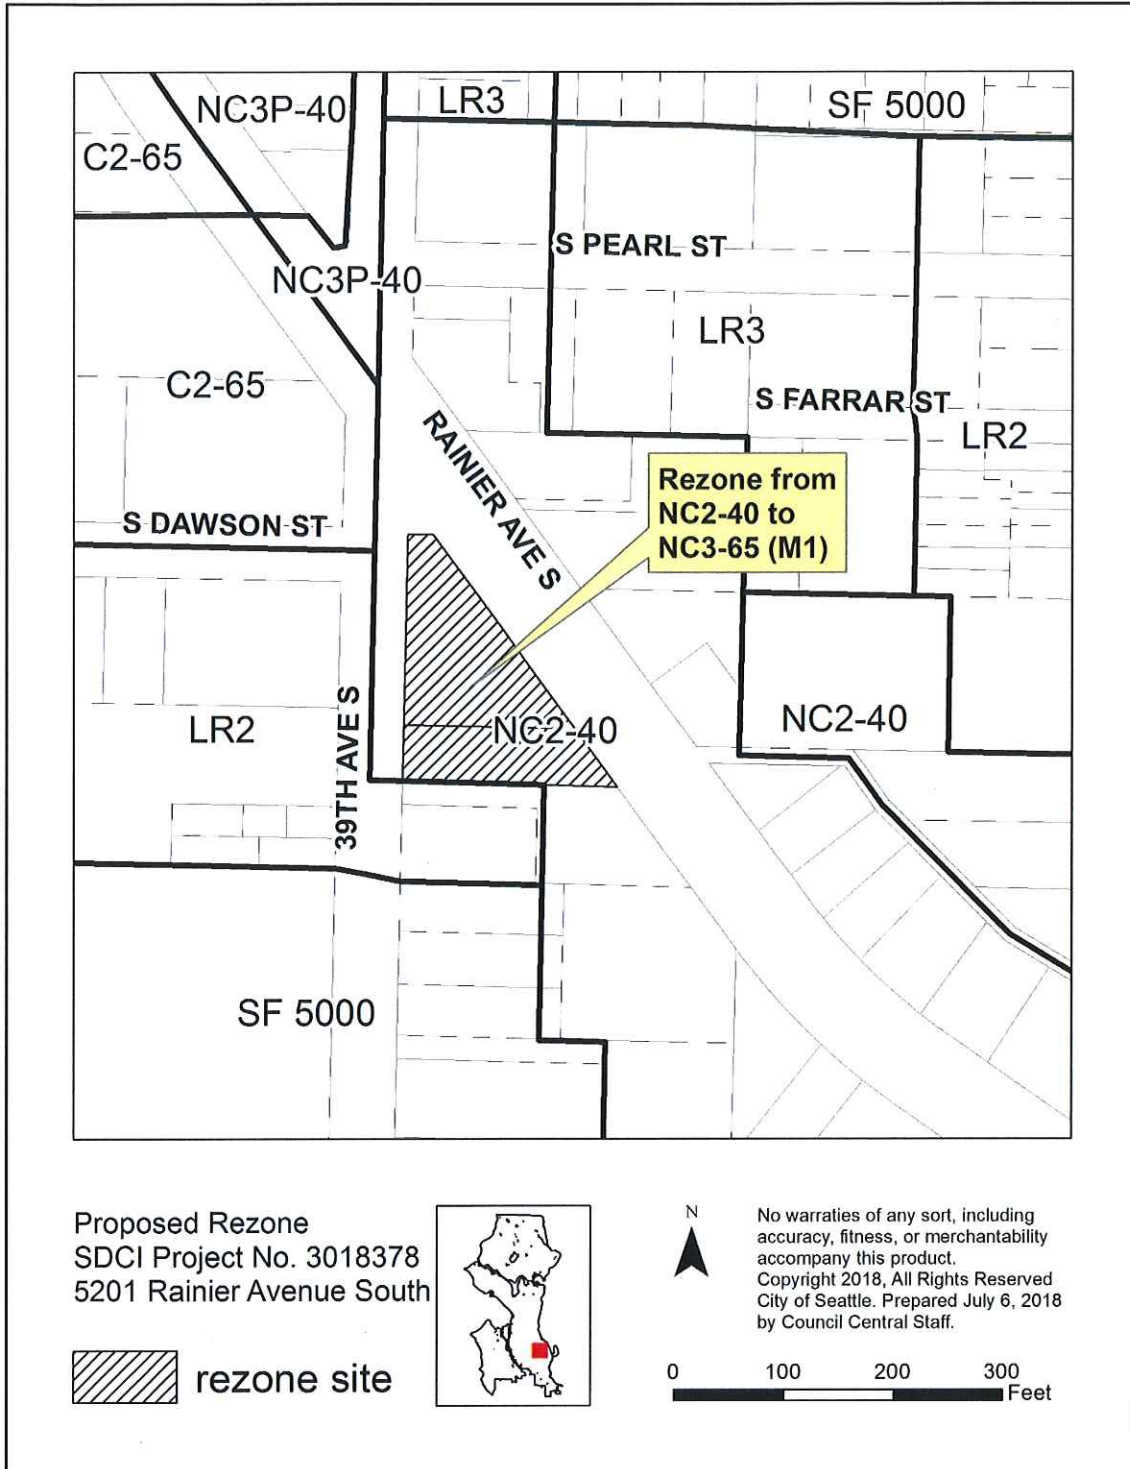 NC3P-40
LR3
SF 5000
C2-65
S PEARL ST
NC3P-40
LR3
C2-65
S FARRAR ST
LR2
RAINIER AVE S
Rezone from
NC2-40 to
NC3-65 (M1)
S DAWSON ST
LR2
39TH AVE S
NC2-40
NC2-40
SF 5000
Proposed Rezone
SDCI Project No. 3018378
5201 Rainier Avenue South
rezone site
N
No warraties of any sort, including
accuracy, fitness, or merchantability
accompany this product.
Copyright 2018, All Rights Reserved
City of Seattle. Prepared July 6, 2018
by Council Central Staff.
0 100 200 300
Feet